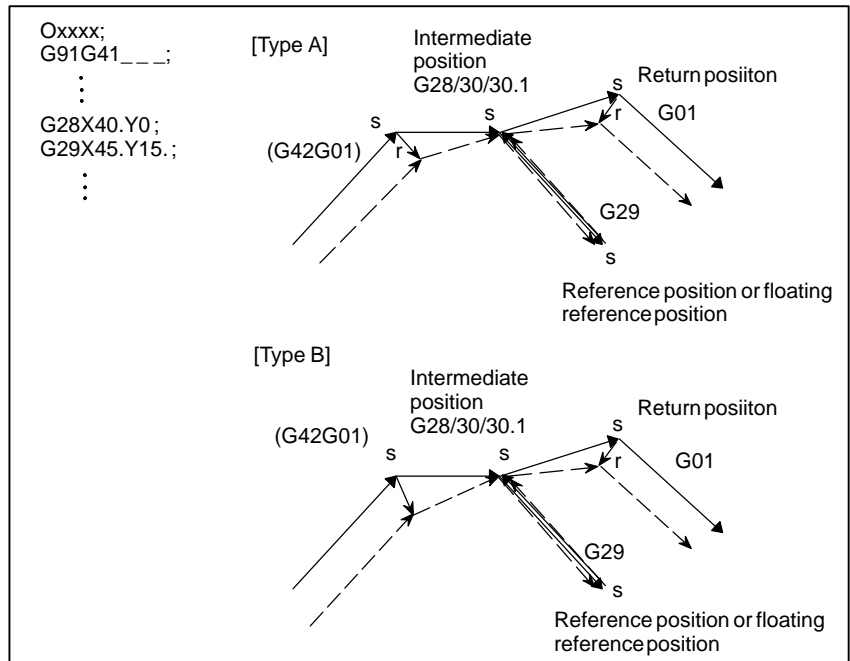 Oxxxx;
G91G41_ _ _;
G28X40.Y0;
G29X45.Y15.;
[Type A]
Intermediate
position
G28/30/30.1
Return posiiton
s
s
s
G01
(G42G01)
r
r
G29
s
Reference position or floating
reference position
[Type B]
Intermediate
position
G28/30/30.1
Return posiiton
(G42G01)
s
s
s
r
G01
G29
s
Reference position or floating
reference position